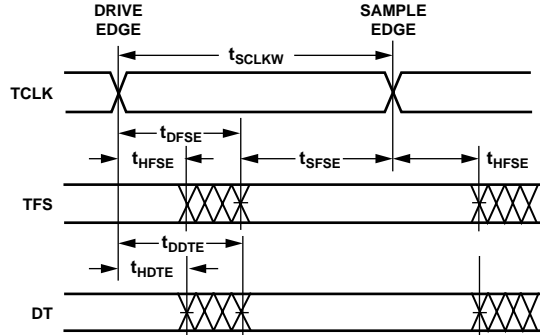 DRIVE EDGE
SAMPLE EDGE
tSCLKW
TCLK
tDFSE
tHFSE
tSFSE
tHFSE
TFS
tDDTE
tHDTE
DT